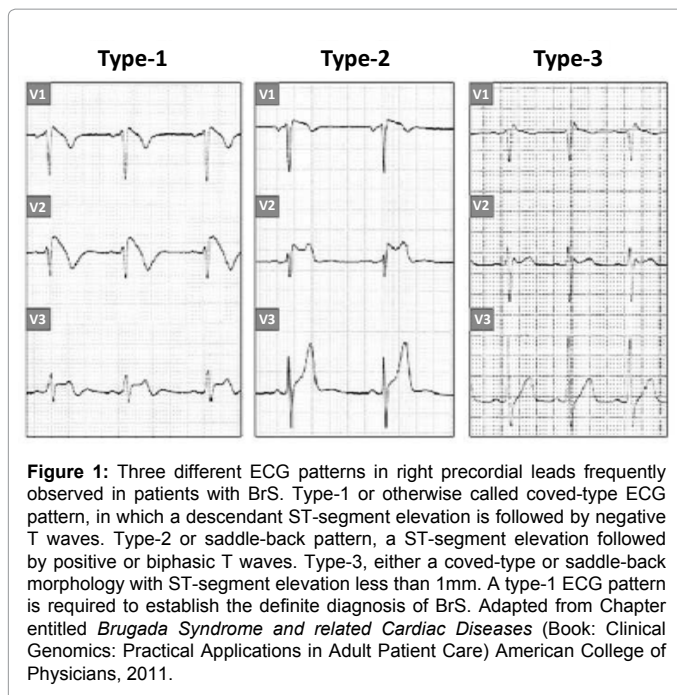 Type-1 Type-2 Type-3
V1 V1 V1
V2 V2 V2
V3 V3 V3
Figure 1: Three different ECG patterns in right precordial leads frequently
observed in patients with BrS. Type-1 or otherwise called coved-type ECG
pattern, in which a descendant ST-segment elevation is followed by negative
T waves. Type-2 or saddle-back pattern, a ST-segment elevation followed
by positive or biphasic T waves. Type-3, either a coved-type or saddle-back
morphology with ST-segment elevation less than 1mm. A type-1 ECG pattern
is required to establish the definite diagnosis of BrS. Adapted from Chapter
entitled Brugada Syndrome and related Cardiac Diseases (Book: Clinical
Genomics: Practical Applications in Adult Patient Care) American College of
Physicians, 2011.